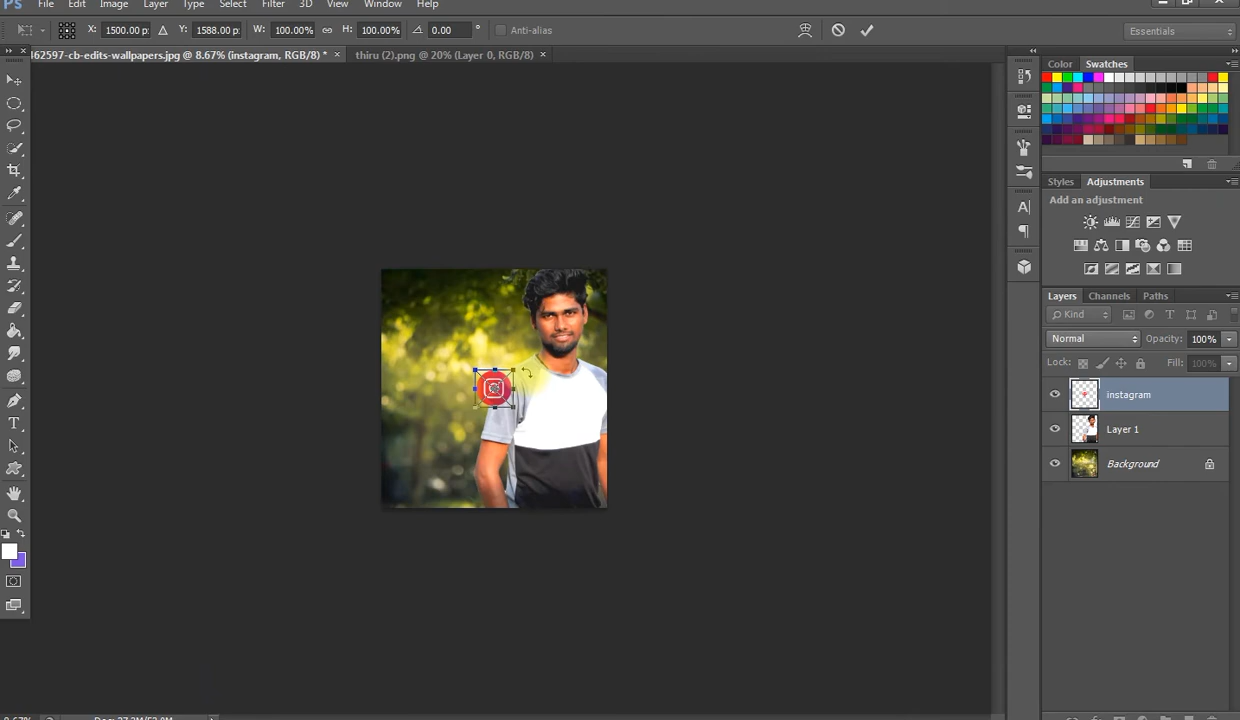 Ps File Edit Image Layer Type Select Filter 3D View Window Help
X: 1500.00 p: Y: 1588.00 p: W: 100.00% H: 100.00% 0.00 ° Anti-alias Essentials
462597-cb-edits-wallpapers.jpg @ 8.67% (instagram, RGB/8) * × thiru (2).png @ 20% (Layer 0, RGB/8) ×
Color Swatches
Styles Adjustments
Add an adjustment
Layers Channels Paths
Kind
Normal Opacity: 100%
Lock: Fill: 100%
instagram
Layer 1
Background